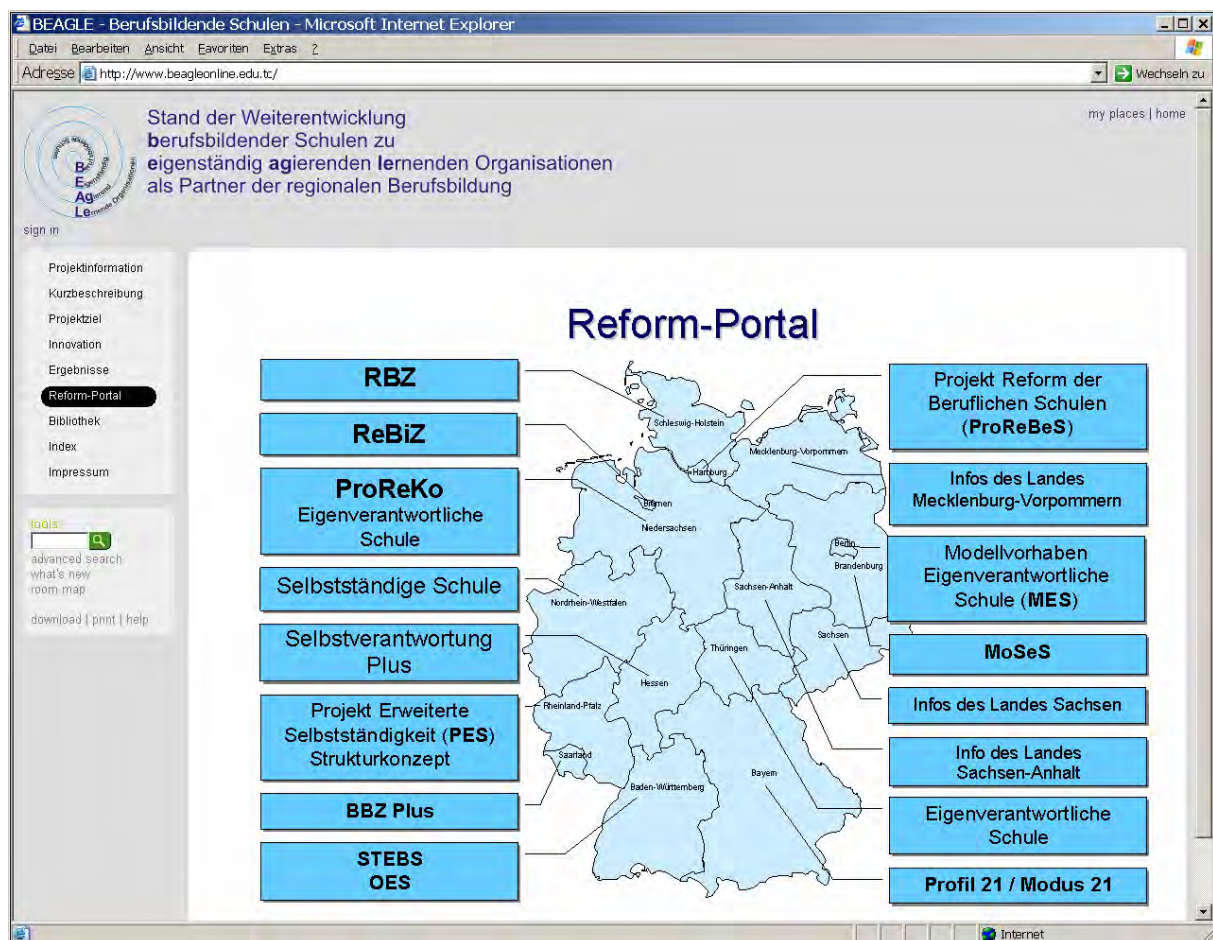 BEAGLE - Berufsbildende Schulen - Microsoft Internet Explorer
Datei Bearbeiten Ansicht Favoriten Extras ?
Adresse http://www.beagleonline.edu.tc/ Wechseln zu
my places | home
Stand der Weiterentwicklung
berufsbildender Schulen zu
eigenständig agierenden lernenden Organisationen
als Partner der regionalen Berufsbildung
B
Eigenständig
Agierend
Lernende Organisationen
sign in
Projektinformation
Kurzbeschreibung
Projektziel
Innovation
Ergebnisse
Reform-Portal
Bibliothek
Index
Impressum
tools
advanced search
what's new
room map
download | print | help
Reform-Portal
RBZ
ReBiZ
ProReKo
Eigenverantwortliche
Schule
Selbstständige Schule
Selbstverantwortung
Plus
Projekt Erweiterte
Selbstständigkeit (PES)
Strukturkonzept
BBZ Plus
STEBS
OES
Schleswig-Holstein
Mecklenburg-Vorpommern
Hamburg
Bremen
Niedersachsen
Berlin
Brandenburg
Sachsen-Anhalt
Nordrhein-Westfalen
Sachsen
Thüringen
Hessen
Rheinland-Pfalz
Saarland
Bayern
Baden-Württemberg
Projekt Reform der
Beruflichen Schulen
(ProReBeS)
Infos des Landes
Mecklenburg-Vorpommern
Modellvorhaben
Eigenverantwortliche
Schule (MES)
MoSeS
Infos des Landes Sachsen
Info des Landes
Sachsen-Anhalt
Eigenverantwortliche
Schule
Profil 21 / Modus 21
Internet